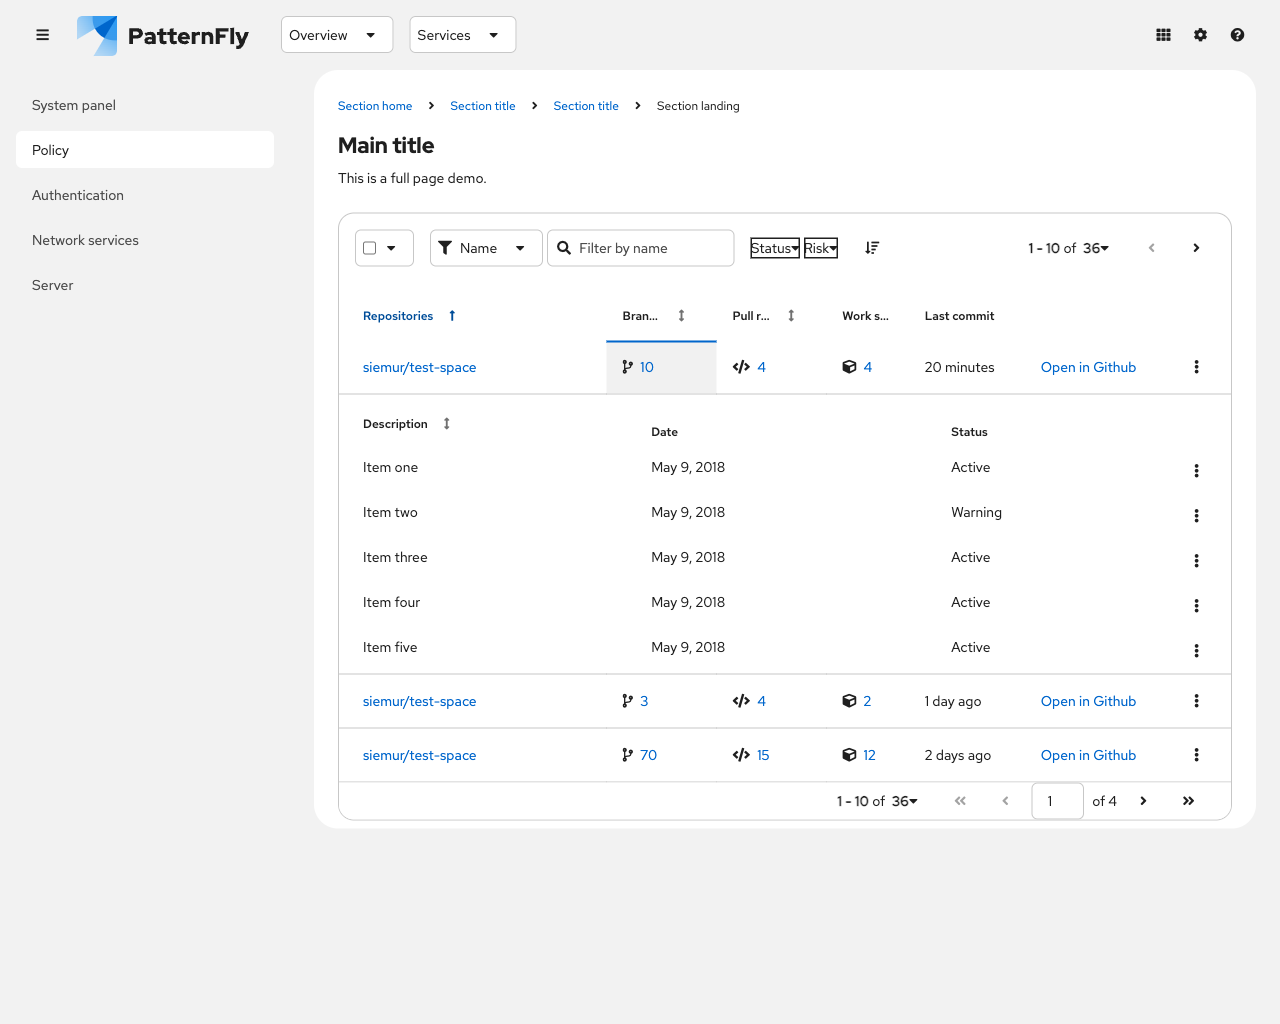 PatternFly
Overview
Services
System panel
Policy
Authentication
Network services
Server
Section home Section title Section title Section landing
Main title
This is a full page demo.
Name Filter by name Status Risk 1 - 10 of 36
Repositories Bran... Pull r... Work s... Last commit
siemur/test-space 10 4 4 20 minutes Open in Github
Description Date Status
Item one May 9, 2018 Active
Item two May 9, 2018 Warning
Item three May 9, 2018 Active
Item four May 9, 2018 Active
Item five May 9, 2018 Active
siemur/test-space 3 4 2 1 day ago Open in Github
siemur/test-space 70 15 12 2 days ago Open in Github
1 - 10 of 36 1 of 4